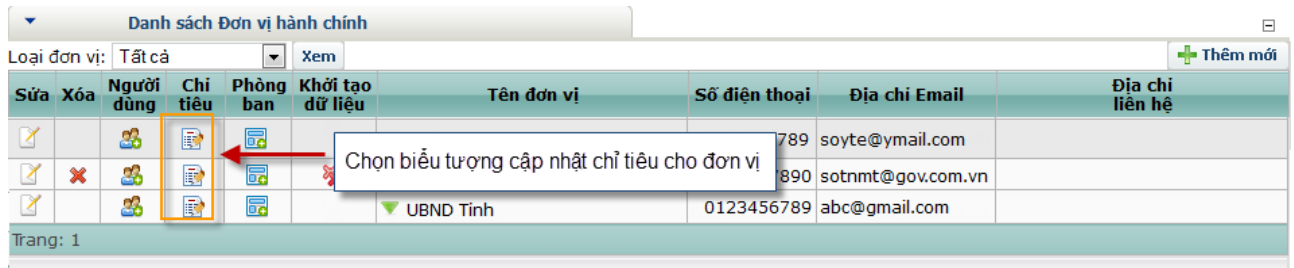 Danh sách Đơn vị hành chính
Loại đơn vị: Tất cả Xem Thêm mới
Sửa Xóa Người dùng Chỉ tiêu Phòng ban Khởi tạo dữ liệu Tên đơn vị Số điện thoại Địa chỉ Email Địa chỉ liên hệ
789 soyte@ymail.com
Chọn biểu tượng cập nhật chỉ tiêu cho đơn vị
7890 sotnmt@gov.com.vn
UBND Tỉnh 0123456789 abc@gmail.com
Trang: 1